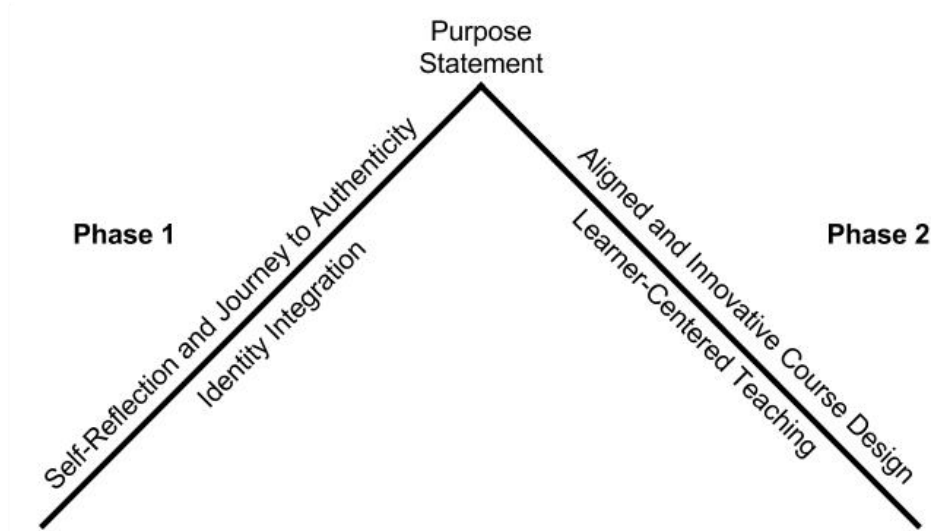 Purpose
Statement
Phase 1
Self-Reflection and Journey to Authenticity
Identity Integration
Aligned and Innovative Course Design
Learner-Centered Teaching
Phase 2